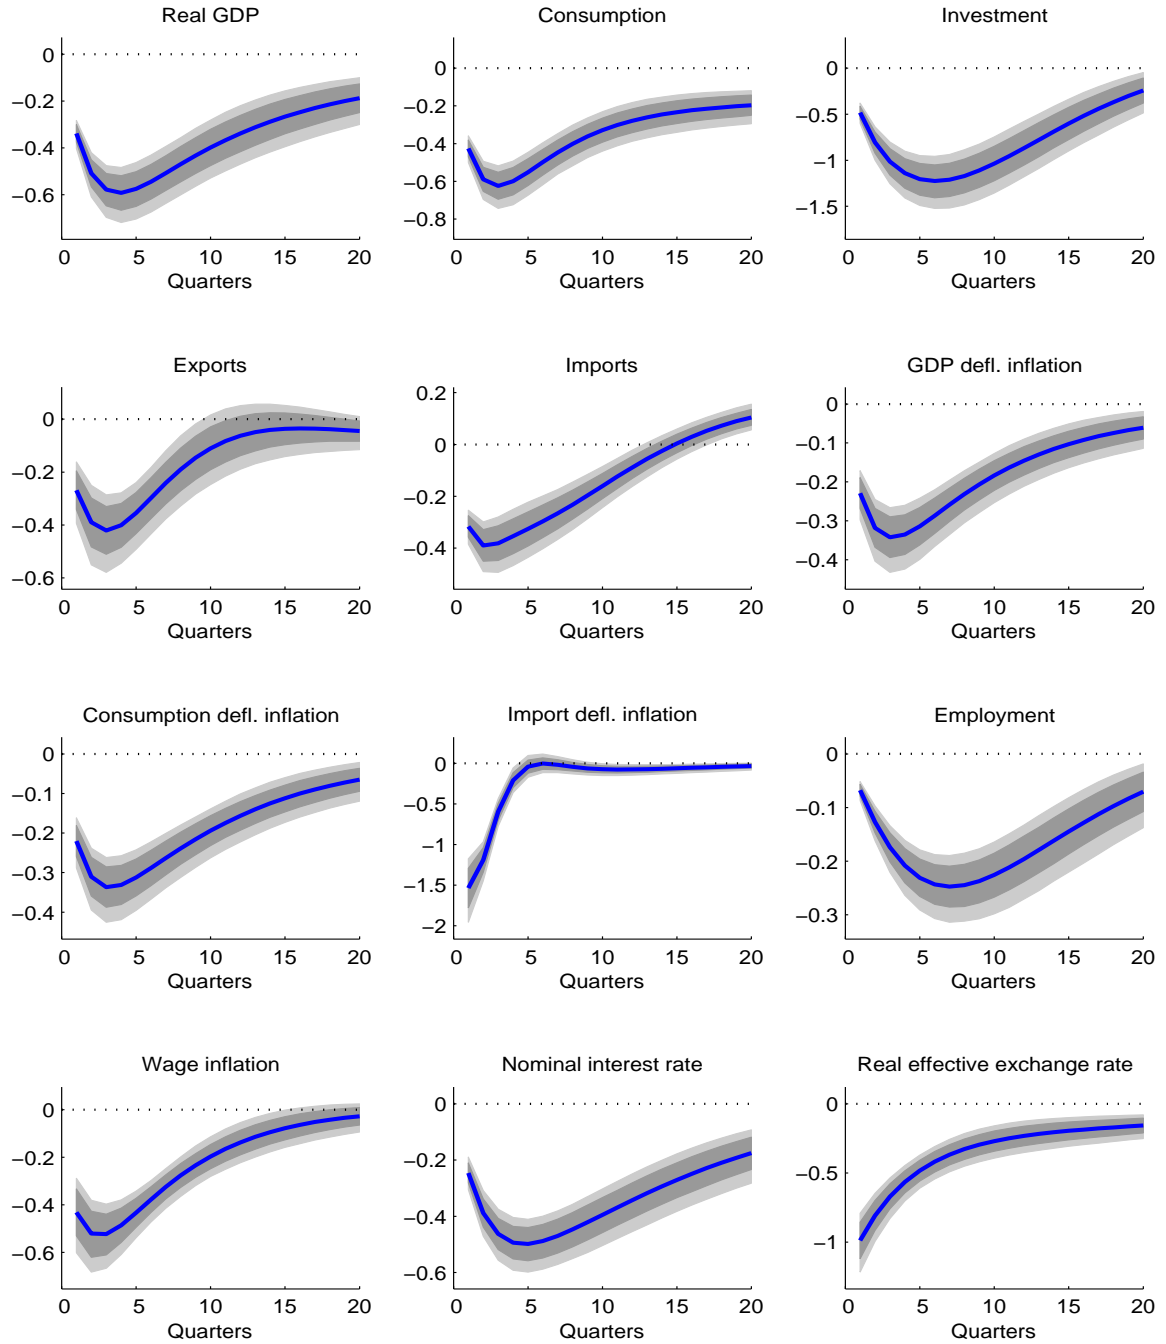 Real GDP
0
−0.2
−0.4
−0.6
0 5 10 15 20
Quarters
Consumption
0
−0.2
−0.4
−0.6
−0.8
0 5 10 15 20
Quarters
Investment
0
−0.5
−1
−1.5
0 5 10 15 20
Quarters
Exports
0
−0.2
−0.4
−0.6
0 5 10 15 20
Quarters
Imports
0.2
0
−0.2
−0.4
0 5 10 15 20
Quarters
GDP defl. inflation
0
−0.1
−0.2
−0.3
−0.4
0 5 10 15 20
Quarters
Consumption defl. inflation
0
−0.1
−0.2
−0.3
−0.4
0 5 10 15 20
Quarters
Import defl. inflation
0
−0.5
−1
−1.5
−2
0 5 10 15 20
Quarters
Employment
0
−0.1
−0.2
−0.3
0 5 10 15 20
Quarters
Wage inflation
0
−0.2
−0.4
−0.6
0 5 10 15 20
Quarters
Nominal interest rate
0
−0.2
−0.4
−0.6
0 5 10 15 20
Quarters
Real effective exchange rate
0
−0.5
−1
0 5 10 15 20
Quarters